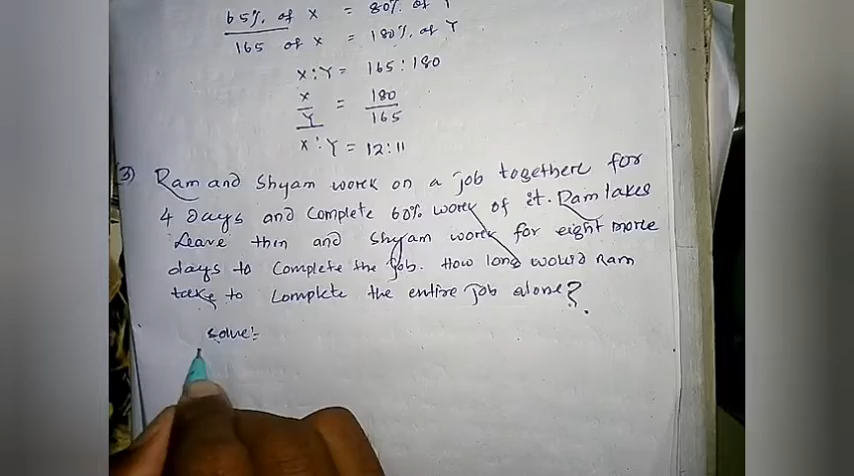 65% of X = 80% of Y
165 of X = 180% of Y
X:Y = 165:180
X/Y = 180/165
X:Y = 12:11
(3) Ram and Shyam work on a job togethert for
4 days and complete 60% work of it. Ram takes
Leave then and Shyam work for eight more
days to Complete the job. How long would Ram
take to Complete the entire Job alone?
Solve:-